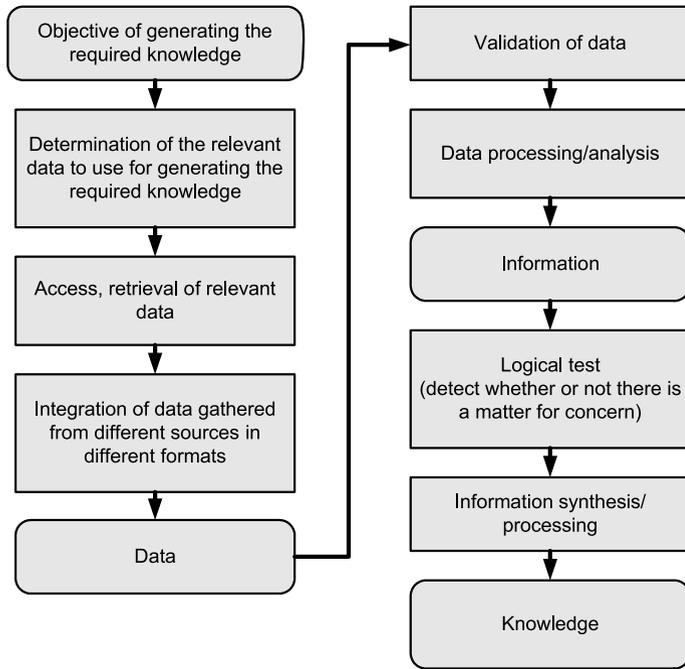 Objective of generating the
required knowledge
Determination of the relevant
data to use for generating the
required knowledge
Access, retrieval of relevant
data
Integration of data gathered
from different sources in
different formats
Data
Validation of data
Data processing/analysis
Information
Logical test
(detect whether or not there is
a matter for concern)
Information synthesis/
processing
Knowledge